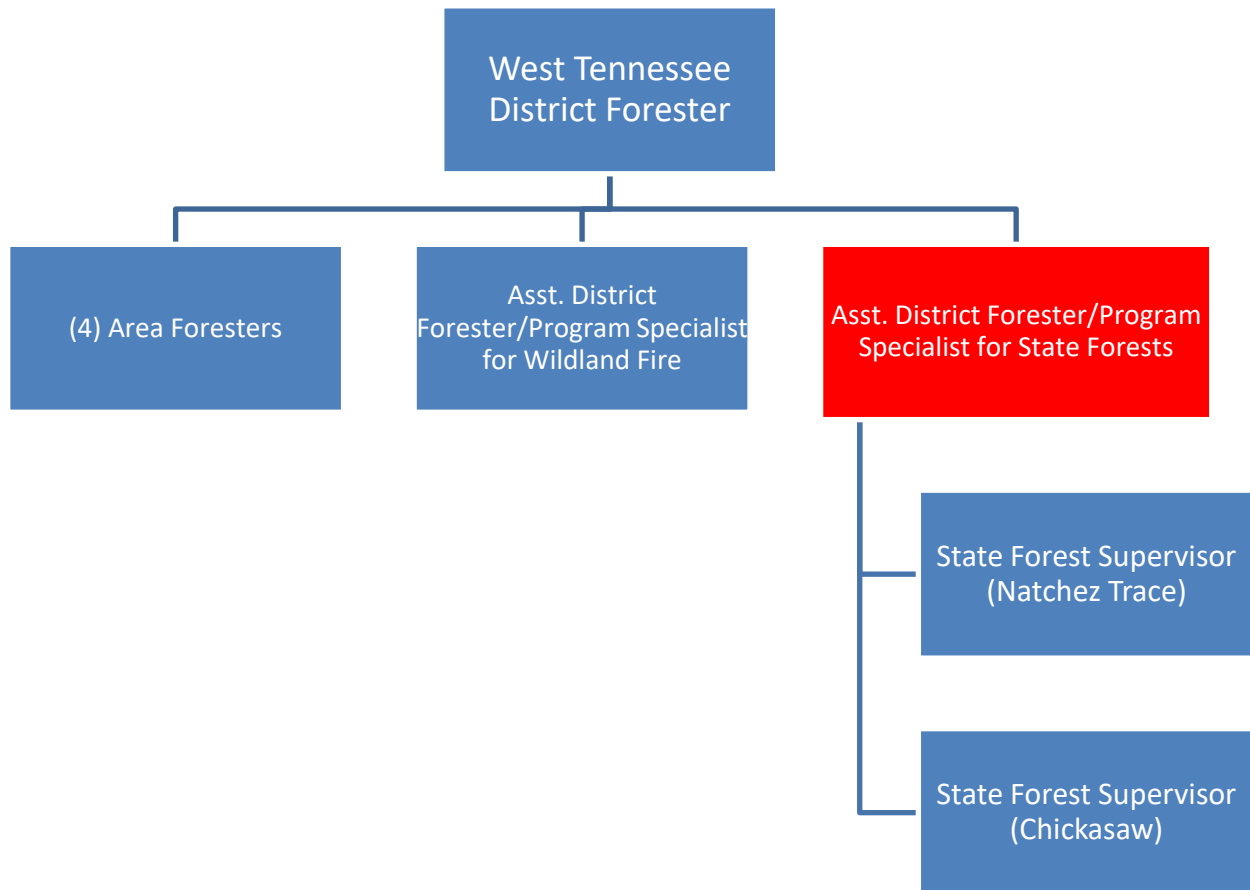 West Tennessee
District Forester
(4) Area Foresters
Asst. District
Forester/Program Specialist
for Wildland Fire
Asst. District Forester/Program
Specialist for State Forests
State Forest Supervisor
(Natchez Trace)
State Forest Supervisor
(Chickasaw)